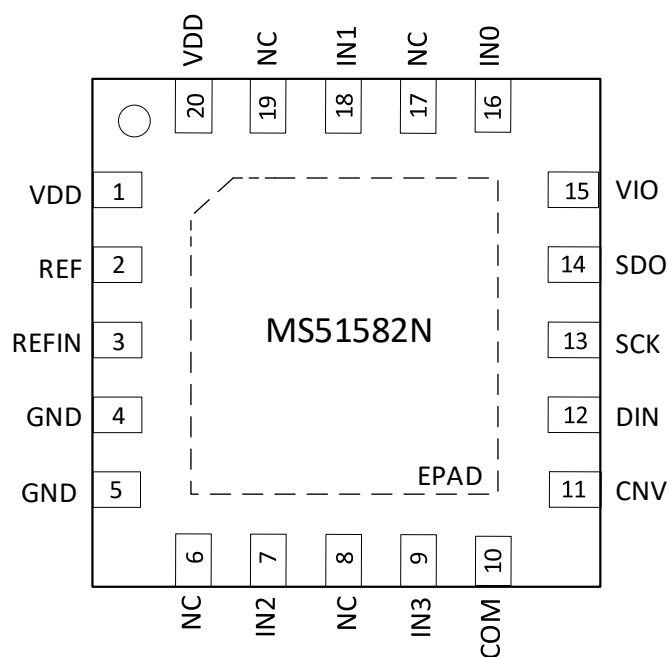 VDD NC IN1 NC IN0
20 19 18 17 16
VDD 1 15 VIO
REF 2 14 SDO
REFIN 3 13 SCK
MS51582N
GND 4 12 DIN
GND 5 11 CNV
EPAD
6 7 8 9 10
NC IN2 NC IN3 COM